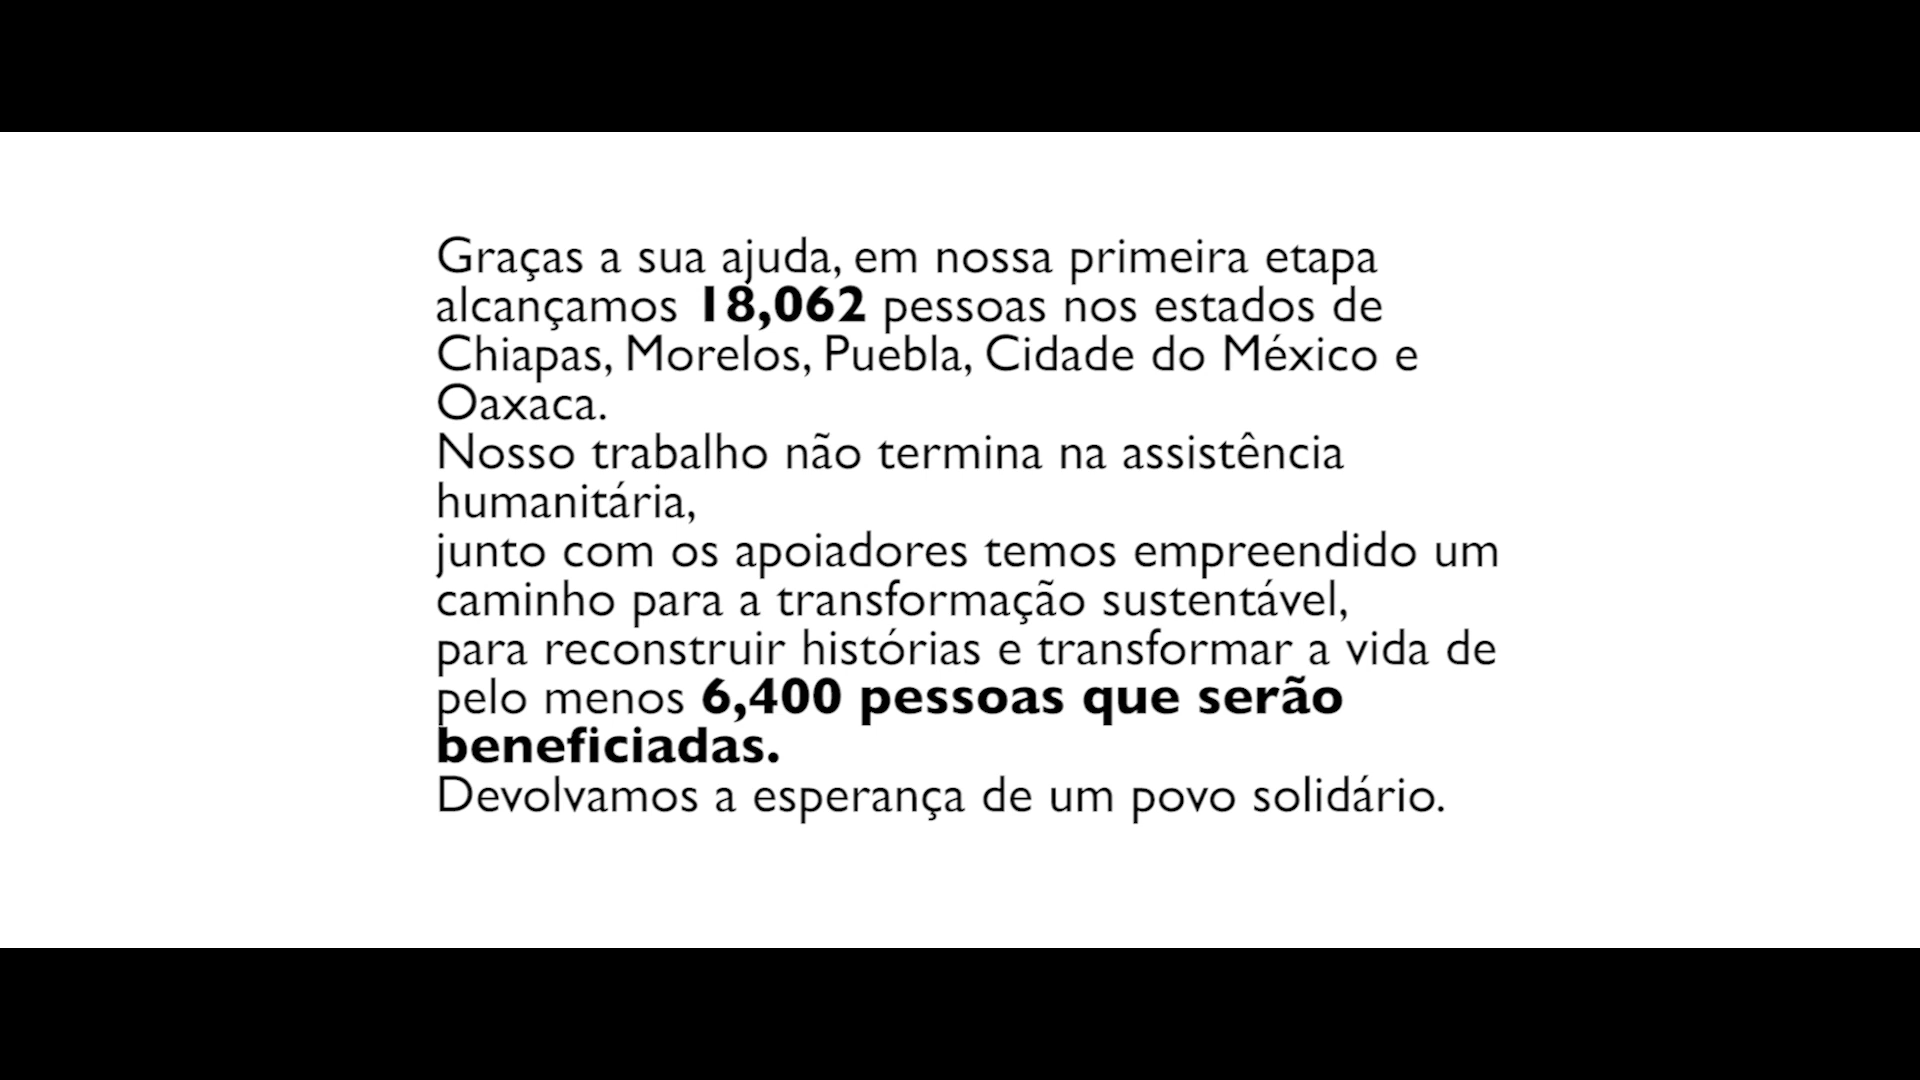 Graças a sua ajuda, em nossa primeira etapa
alcançamos 18,062 pessoas nos estados de
Chiapas, Morelos, Puebla, Cidade do México e
Oaxaca.
Nosso trabalho não termina na assistência
humanitária,
junto com os apoiadores temos empreendido um
caminho para a transformação sustentável,
para reconstruir histórias e transformar a vida de
pelo menos 6,400 pessoas que serão
beneficiadas.
Devolvamos a esperança de um povo solidário.